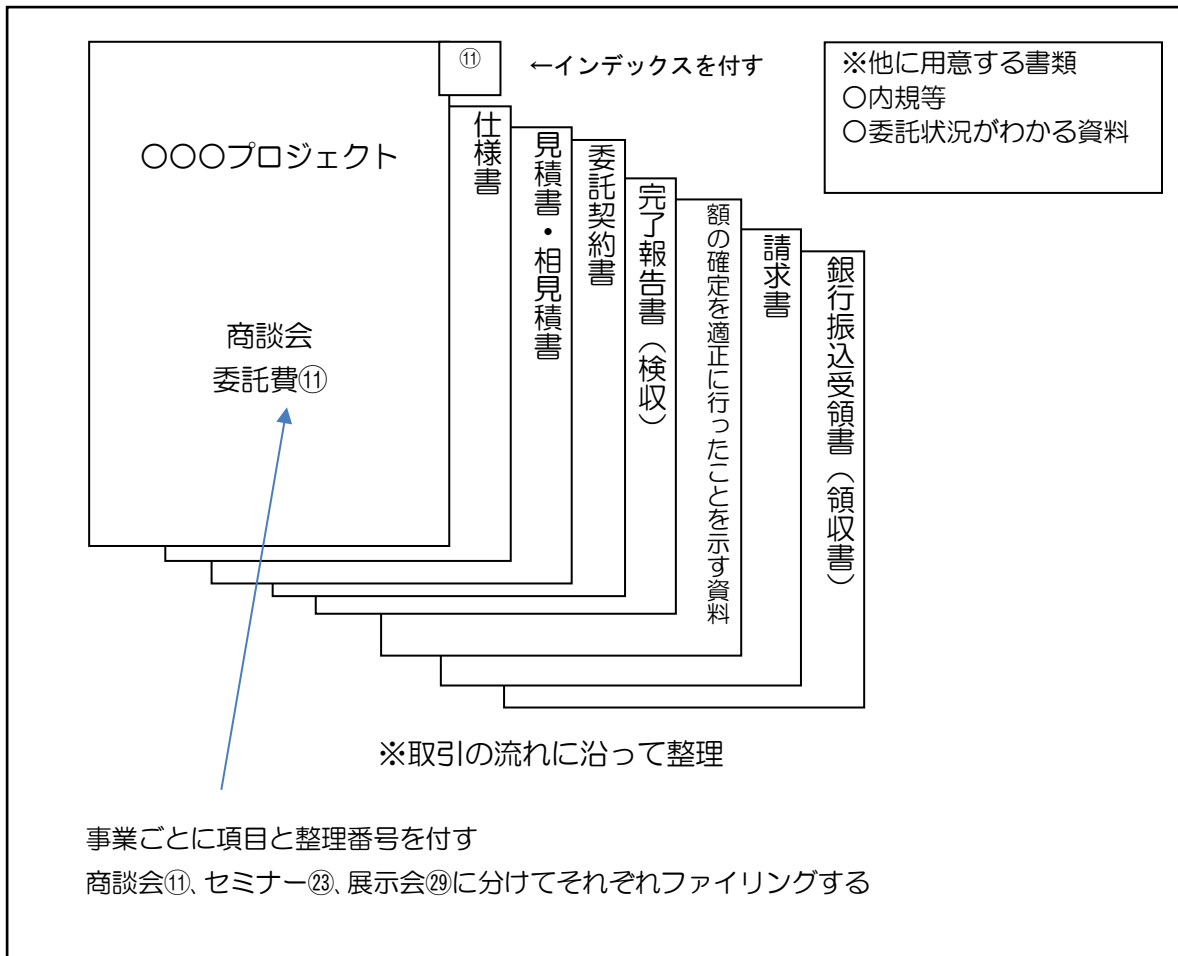 ⑪
←インデックスを付す
※他に用意する書類
○内規等
○委託状況がわかる資料
〇〇〇プロジェクト
商談会
委託費⑪
仕様書
見積書・相見積書
委託契約書
完了報告書（検収）
額の確定を適正に行ったことを示す資料
請求書
銀行振込受領書（領収書）
※取引の流れに沿って整理
事業ごとに項目と整理番号を付す
商談会⑪、セミナー㉓、展示会㉙に分けてそれぞれファイリングする